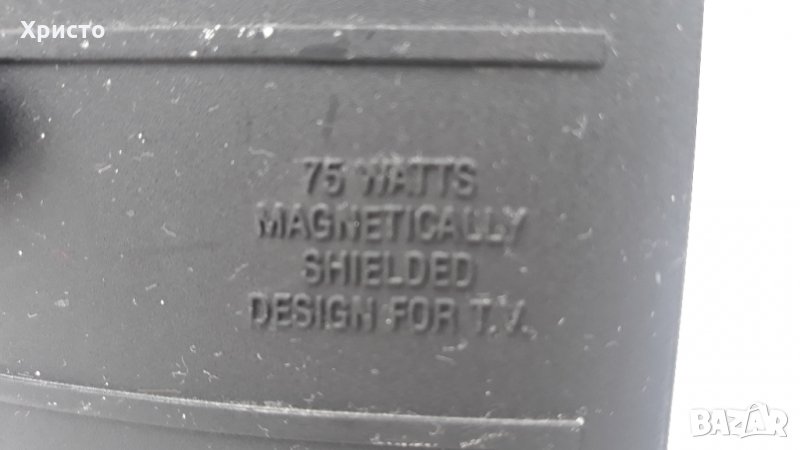 Христо
75 WATTS
MAGNETICALLY
SHIELDED
DESIGN FOR T.V.
BAZAR